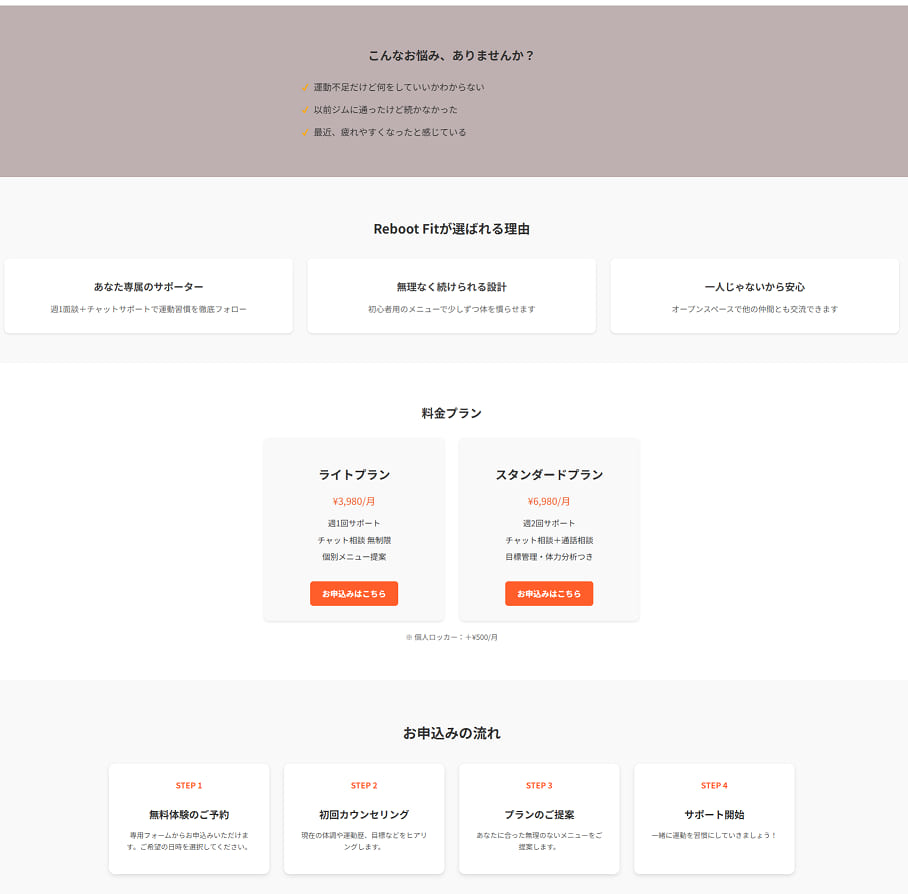 こんなお悩み、ありませんか？
運動不足だけど何をしていいかわからない
以前ジムに通ったけど続かなかった
最近、疲れやすくなったと感じている
Reboot Fitが選ばれる理由
あなた専属のサポーター
週1面談＋チャットサポートで運動習慣を徹底フォロー
無理なく続けられる設計
初心者用のメニューで少しずつ体を慣らせます
一人じゃないから安心
オープンスペースで他の仲間とも交流できます
料金プラン
ライトプラン
¥3,980/月
週1回サポート
チャット相談 無制限
個別メニュー提案
お申込みはこちら
スタンダードプラン
¥6,980/月
週2回サポート
チャット相談＋通話相談
目標管理・体力分析つき
お申込みはこちら
※ 個人ロッカー：＋¥500/月
お申込みの流れ
STEP 1
無料体験のご予約
専用フォームからお申込みいただけま
す。ご希望の日時を選択してください。
STEP 2
初回カウンセリング
現在の体調や運動歴、目標などをヒアリ
ングします。
STEP 3
プランのご提案
あなたに合った無理のないメニューをご
提案します。
STEP 4
サポート開始
一緒に運動を習慣にしていきましょう！